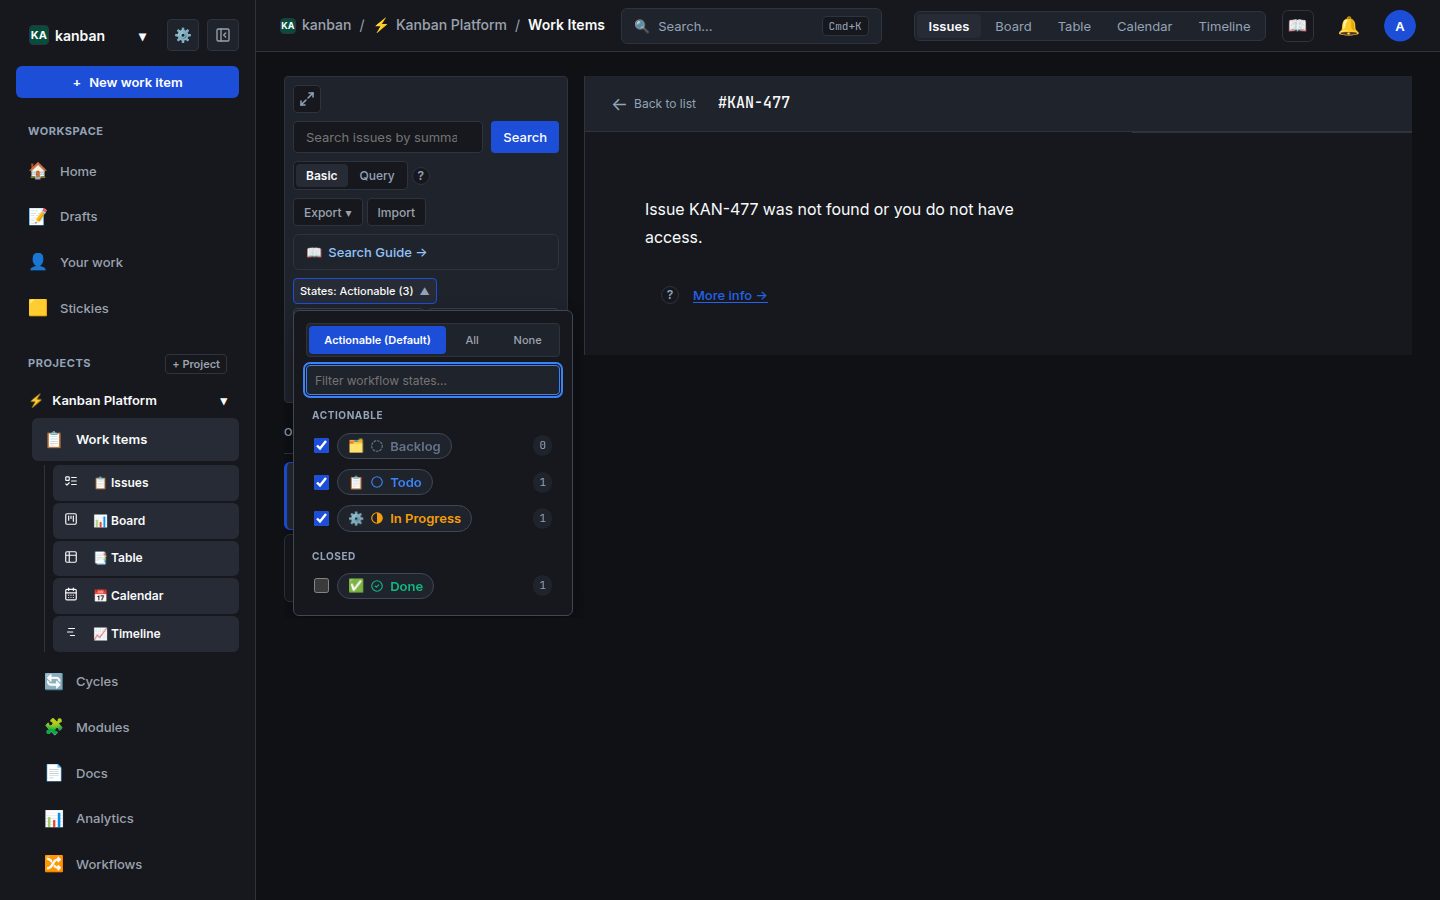 KA kanban ▾
+ New work item
WORKSPACE
Home
Drafts
Your work
Stickies
PROJECTS
+ Project
Kanban Platform ▾
Work Items
Issues
Board
Table
Calendar
Timeline
Cycles
Modules
Docs
Analytics
Workflows
KA kanban / Kanban Platform / Work Items
Search...
Cmd+K
Issues Board Table Calendar Timeline
A
Search issues by summa
Search
Basic Query ?
Export ▾ Import
Search Guide →
States: Actionable (3) ▲
Actionable (Default) All None
Filter workflow states...
ACTIONABLE
Backlog 0
Todo 1
In Progress 1
CLOSED
Done 1
← Back to list #KAN-477
Issue KAN-477 was not found or you do not have
access.
? More info →